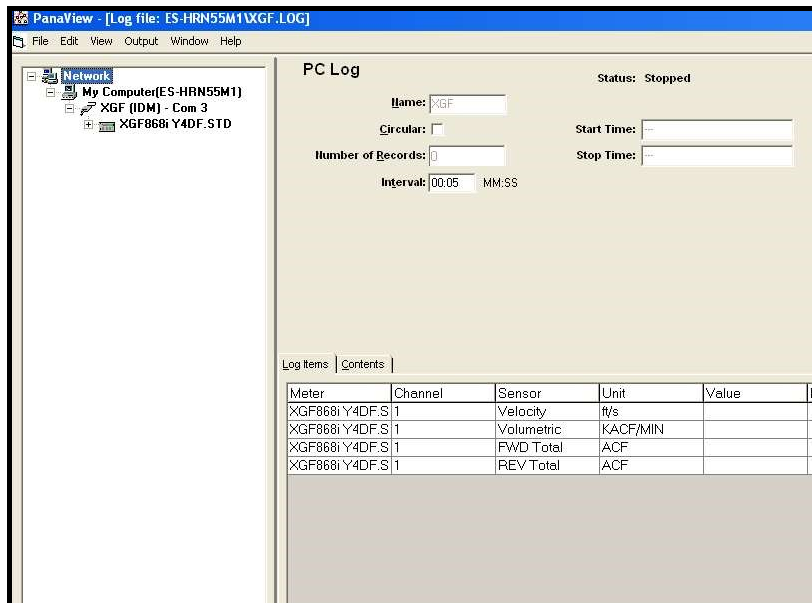 PanaView - [Log file: ES-HRN55M1\XGF.LOG]
File Edit View Output Window Help
Network
My Computer(ES-HRN55M1)
XGF (IDM) - Com 3
XGF868i Y4DF.STD
PC Log
Status: Stopped
Name: XGF
Circular:
Start Time: ---
Number of Records: 0
Stop Time: ---
Interval: 00:05 MM:SS
Log Items Contents
Meter Channel Sensor Unit Value
XGF868i Y4DF.S 1 Velocity ft/s
XGF868i Y4DF.S 1 Volumetric KACF/MIN
XGF868i Y4DF.S 1 FWD Total ACF
XGF868i Y4DF.S 1 REV Total ACF